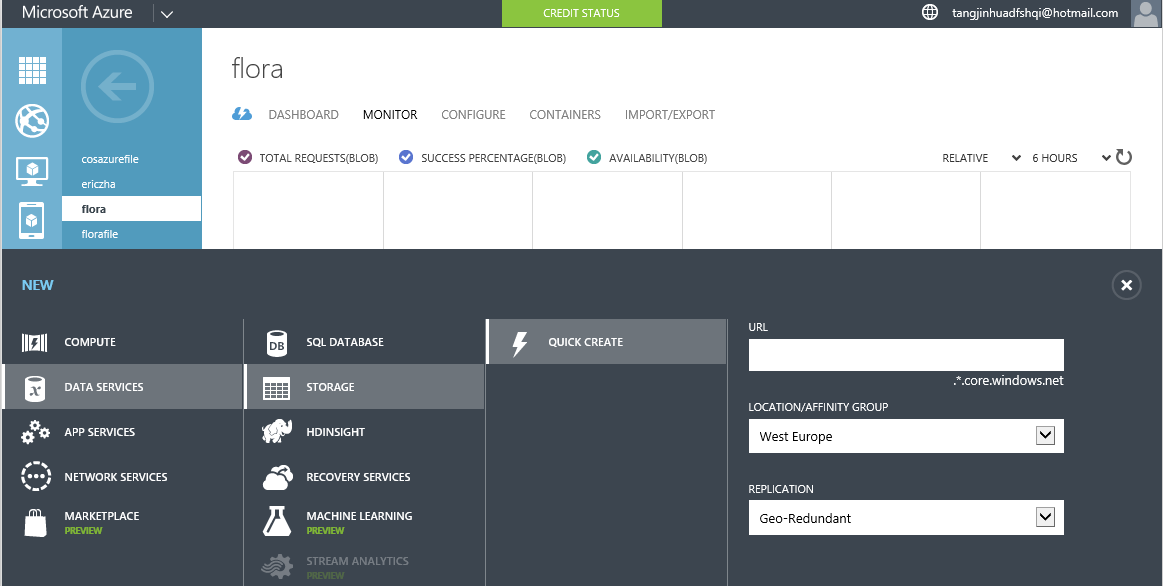 Microsoft Azure
CREDIT STATUS
tangjinhuadfshqi@hotmail.com
flora
DASHBOARD MONITOR CONFIGURE CONTAINERS IMPORT/EXPORT
cosazurefile
ericzha
flora
florafile
TOTAL REQUESTS(BLOB) SUCCESS PERCENTAGE(BLOB) AVAILABILITY(BLOB) RELATIVE 6 HOURS
NEW
COMPUTE
DATA SERVICES
APP SERVICES
NETWORK SERVICES
MARKETPLACE
PREVIEW
DB
SQL DATABASE
STORAGE
HDINSIGHT
RECOVERY SERVICES
MACHINE LEARNING
PREVIEW
STREAM ANALYTICS
PREVIEW
QUICK CREATE
URL
.*.core.windows.net
LOCATION/AFFINITY GROUP
West Europe
REPLICATION
Geo-Redundant